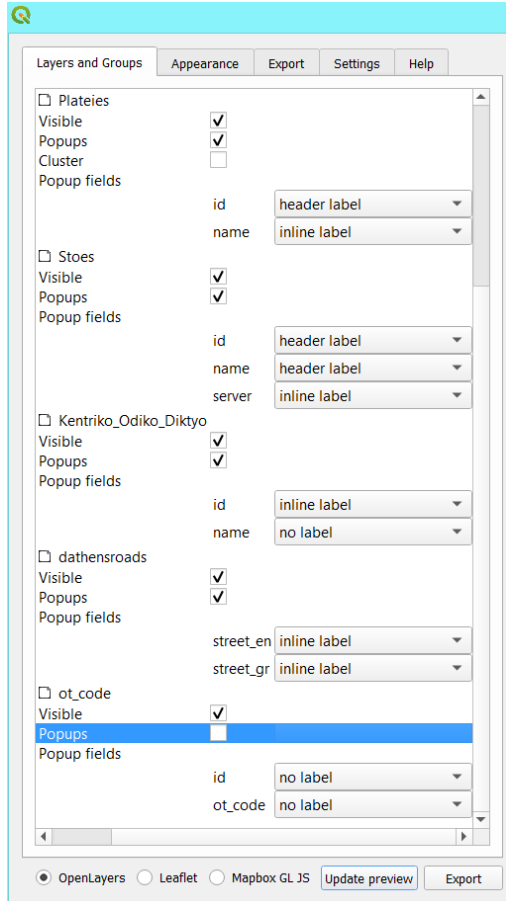 Layers and Groups Appearance Export Settings Help
Plateies
Visible
Popups
Cluster
Popup fields
id header label
name inline label
Stoes
Visible
Popups
Popup fields
id header label
name header label
server inline label
Kentriko_Odiko_Diktyo
Visible
Popups
Popup fields
id inline label
name no label
dathensroads
Visible
Popups
Popup fields
street_en inline label
street_gr inline label
ot_code
Visible
Popups
Popup fields
id no label
ot_code no label
OpenLayers Leaflet Mapbox GL JS Update preview Export